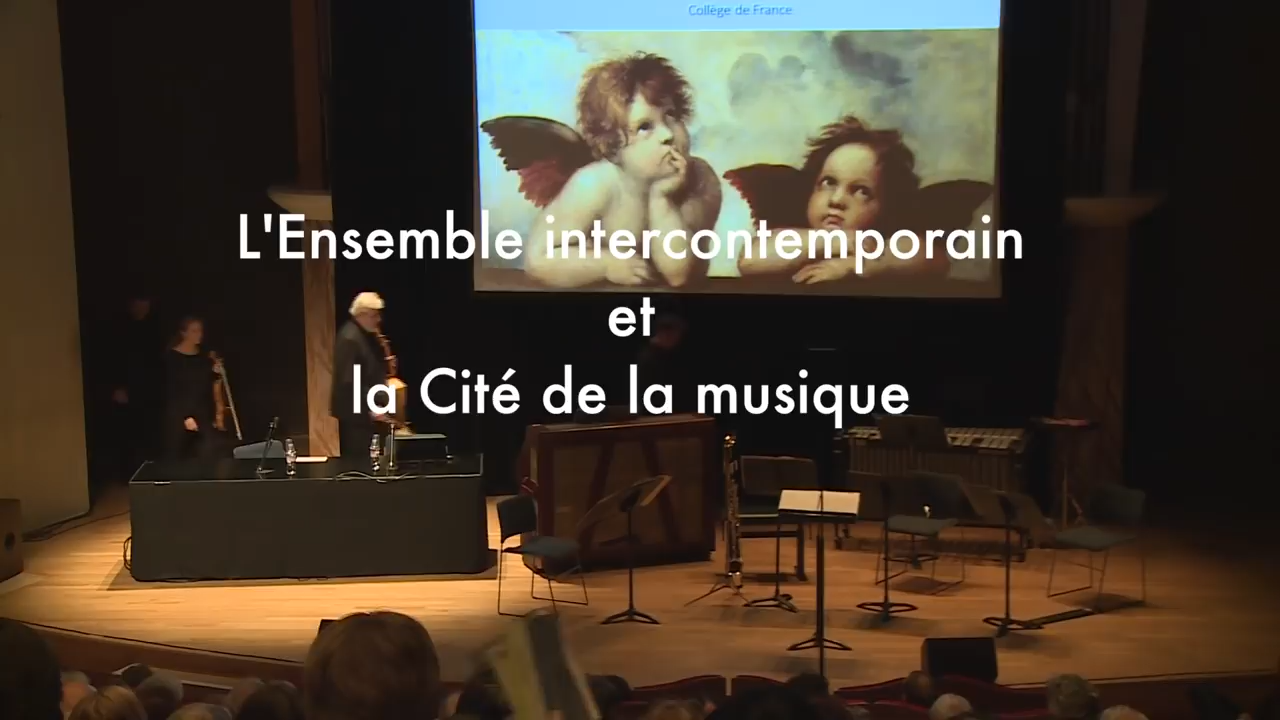 Collège de France
L'Ensemble intercontemporain
et
la Cité de la musique